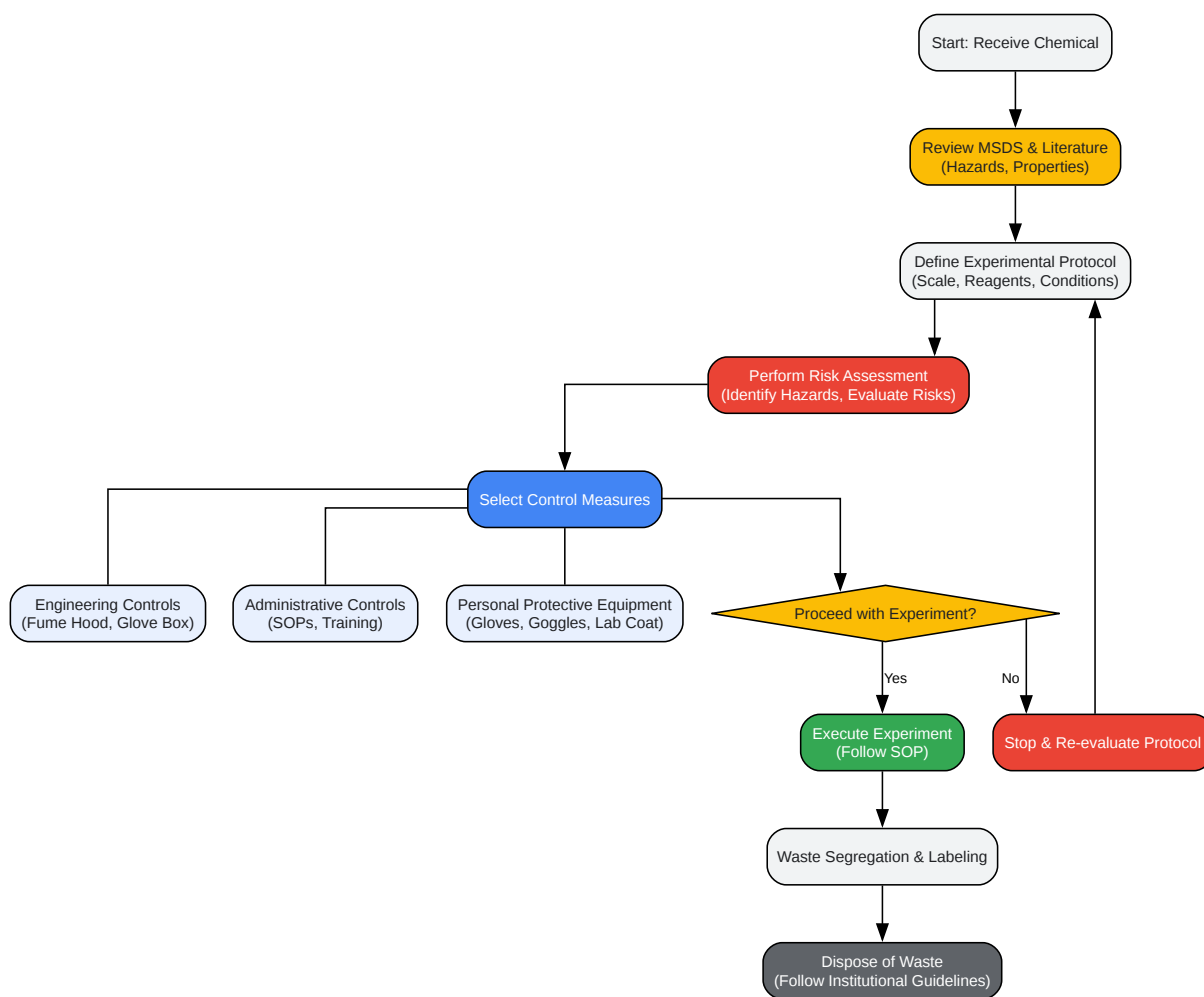 Start: Receive Chemical
Review MSDS & Literature
(Hazards, Properties)
Define Experimental Protocol
(Scale, Reagents, Conditions)
Perform Risk Assessment
(Identify Hazards, Evaluate Risks)
Select Control Measures
Engineering Controls
(Fume Hood, Glove Box)
Administrative Controls
(SOPs, Training)
Personal Protective Equipment
(Gloves, Goggles, Lab Coat)
Proceed with Experiment?
Yes
No
Execute Experiment
(Follow SOP)
Stop & Re-evaluate Protocol
Waste Segregation & Labeling
Dispose of Waste
(Follow Institutional Guidelines)